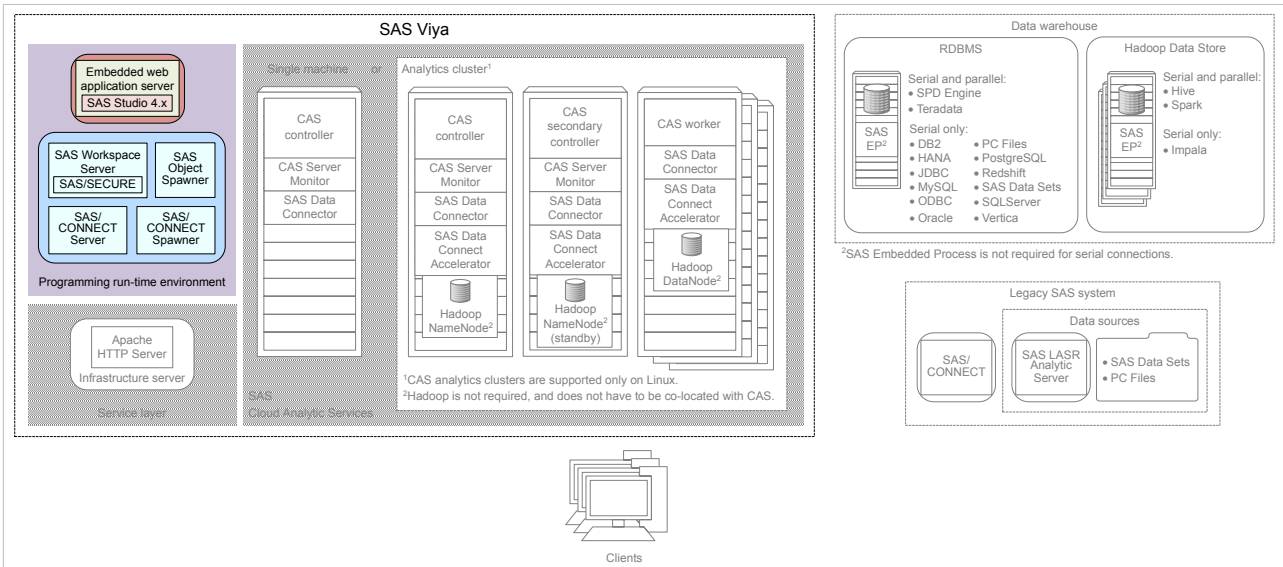 SAS Viya
Embedded web
application server
SAS Studio 4.x
SAS Workspace
Server
SAS/SECURE
SAS
Object
Spawner
SAS/
CONNECT
Server
SAS/
CONNECT
Spawner
Programming run-time environment
Apache
HTTP Server
Infrastructure server
Service layer
Single machine
or
Analytics cluster1
CAS
controller
CAS Server
Monitor
SAS Data
Connector
CAS
controller
CAS Server
Monitor
SAS Data
Connector
SAS Data
Connect
Accelerator
Hadoop
NameNode2
CAS
secondary
controller
CAS Server
Monitor
SAS Data
Connector
SAS Data
Connect
Accelerator
Hadoop
NameNode2
(standby)
CAS worker
SAS Data
Connector
SAS Data
Connect
Accelerator
Hadoop
DataNode2
1CAS analytics clusters are supported only on Linux.
2Hadoop is not required, and does not have to be co-located with CAS.
SAS
Cloud Analytic Services
Data warehouse
RDBMS
SAS
EP2
Serial and parallel:
• SPD Engine
• Teradata
Serial only:
• DB2
• HANA
• JDBC
• MySQL
• ODBC
• Oracle
• PC Files
• PostgreSQL
• Redshift
• SAS Data Sets
• SQLServer
• Vertica
Hadoop Data Store
SAS
EP2
Serial and parallel:
• Hive
• Spark
Serial only:
• Impala
2SAS Embedded Process is not required for serial connections.
Legacy SAS system
SAS/
CONNECT
Data sources
SAS LASR
Analytic
Server
• SAS Data Sets
• PC Files
Clients